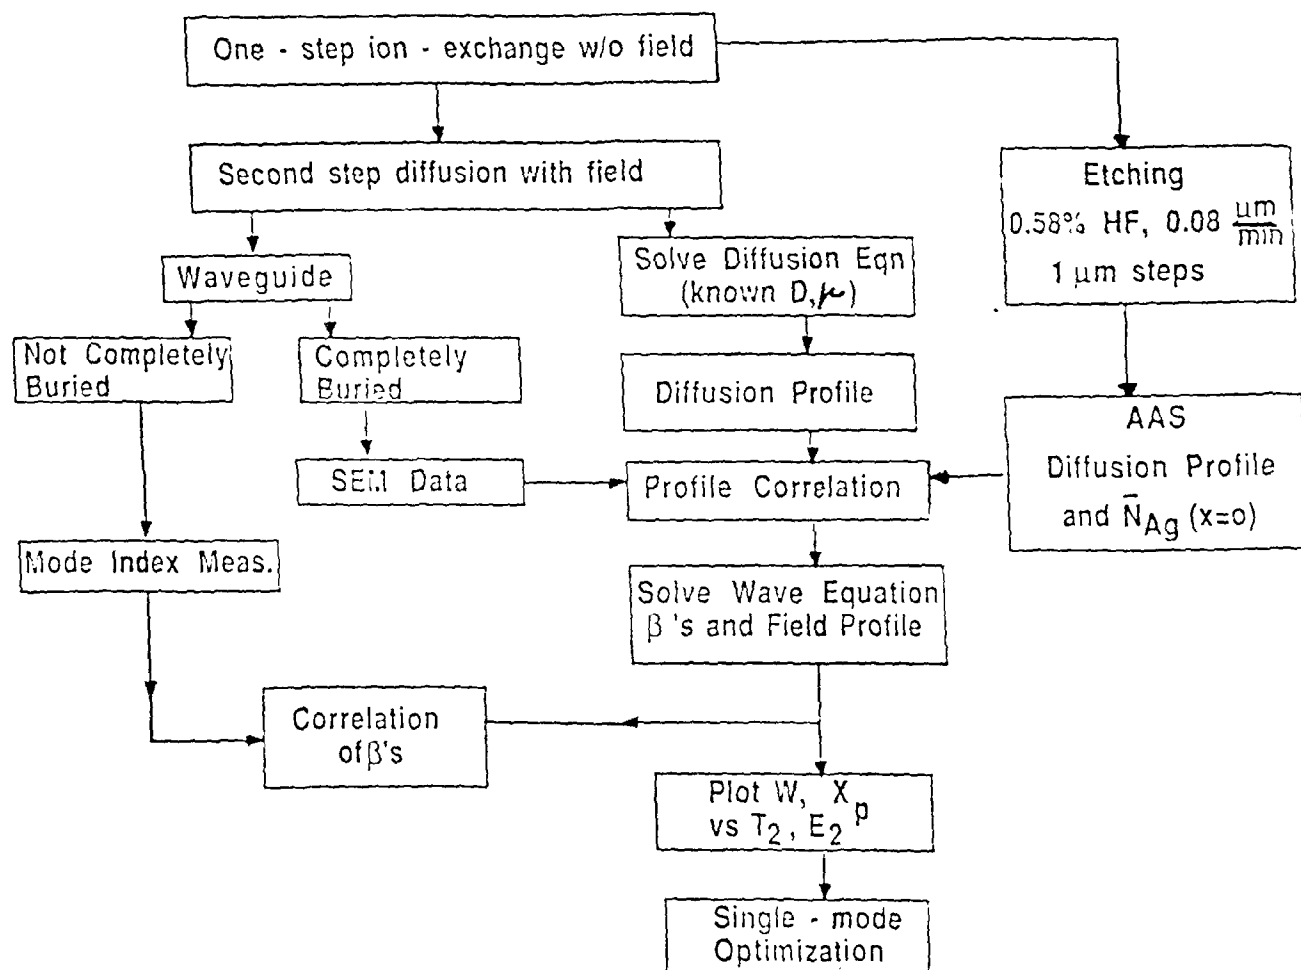 One - step ion - exchange w/o field
Second step diffusion with field
Etching
0.58% HF, 0.08 μm/min
1 μm steps
Waveguide
Solve Diffusion Eqn
(known D, μ)
Not Completely
Buried
Completely
Buried
Diffusion Profile
AAS
Diffusion Profile
and N̄Ag (x=o)
SEM Data
Profile Correlation
Mode Index Meas.
Solve Wave Equation
β 's and Field Profile
Correlation
of β's
Plot W, Xp
vs T2 , E2
Single - mode
Optimization